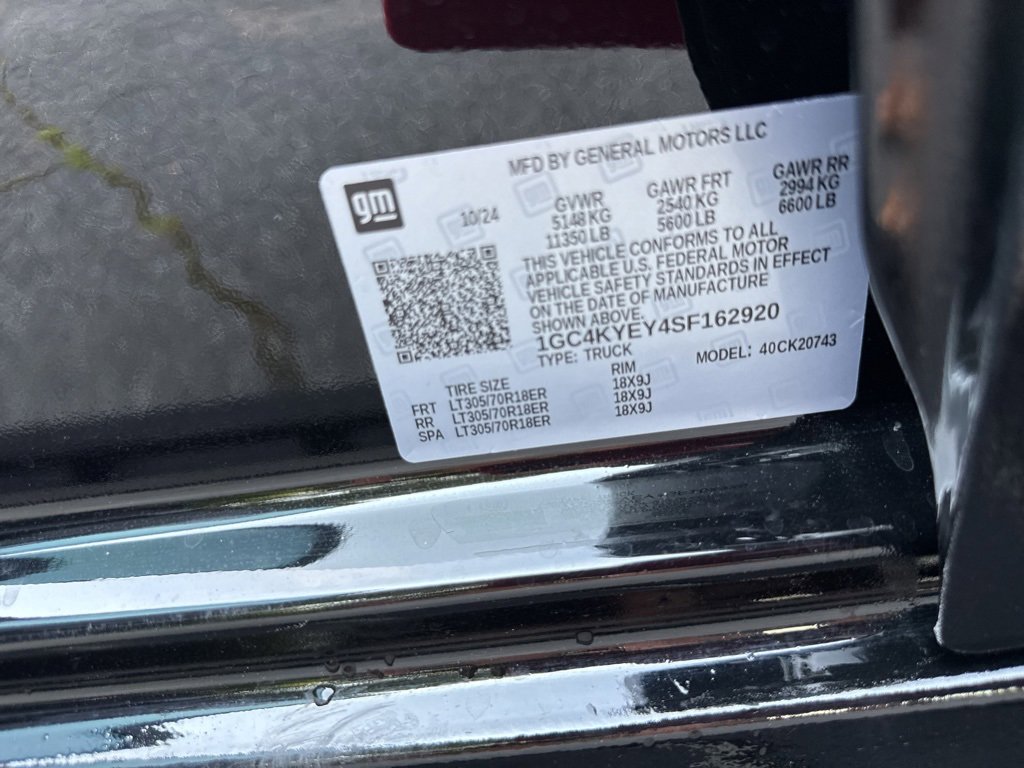 MFD BY GENERAL MOTORS LLC
gm
10/24
GVWR
5148 KG
11350 LB
GAWR FRT
2540 KG
5600 LB
GAWR RR
2994 KG
6600 LB
THIS VEHICLE CONFORMS TO ALL
APPLICABLE U.S. FEDERAL MOTOR
VEHICLE SAFETY STANDARDS IN EFFECT
ON THE DATE OF MANUFACTURE
SHOWN ABOVE.
1GC4KYEY4SF162920
TYPE: TRUCK
MODEL: 40CK20743
TIRE SIZE RIM
FRT LT305/70R18ER 18X9J
RR LT305/70R18ER 18X9J
SPA LT305/70R18ER 18X9J